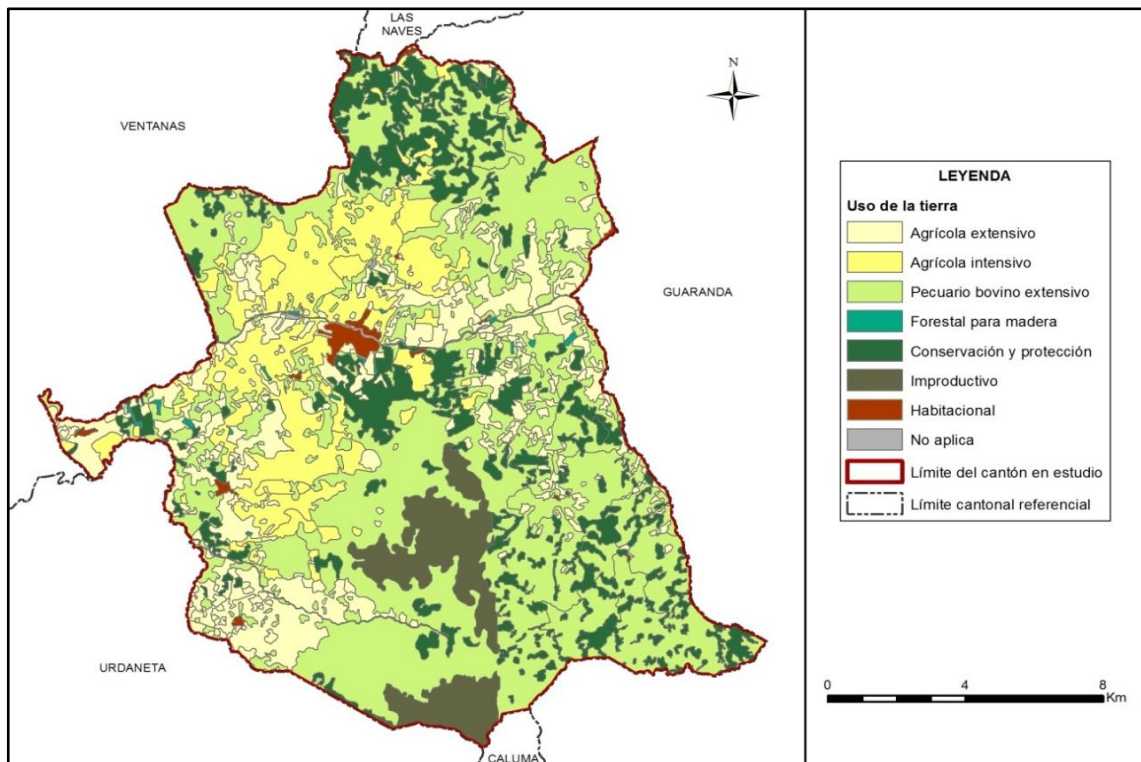 LAS
NAVES
N
VENTANAS
GUARANDA
URDANETA
CALUMA
LEYENDA
Uso de la tierra
Agrícola extensivo
Agrícola intensivo
Pecuario bovino extensivo
Forestal para madera
Conservación y protección
Improductivo
Habitacional
No aplica
Límite del cantón en estudio
Límite cantonal referencial
0 4 8
Km